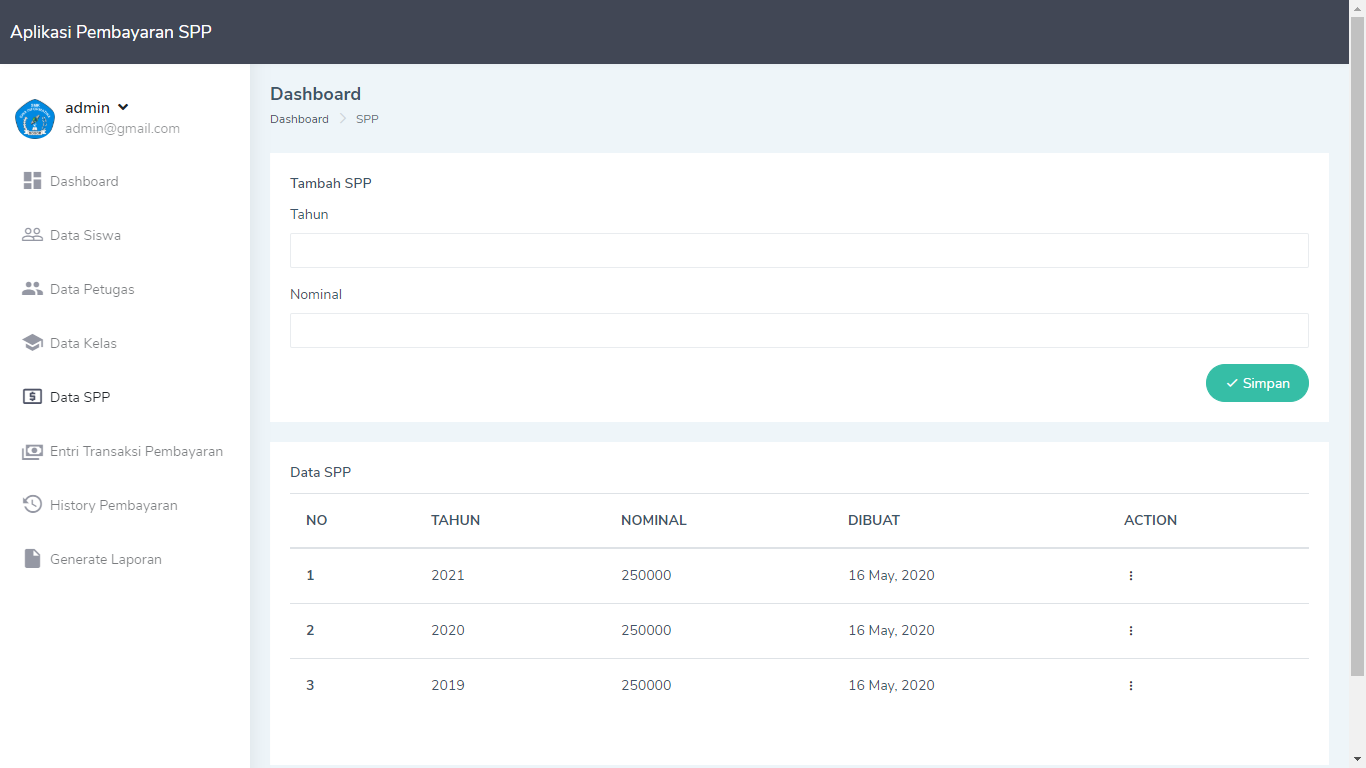 Aplikasi Pembayaran SPP
admin
admin@gmail.com
Dashboard
Data Siswa
Data Petugas
Data Kelas
Data SPP
Entri Transaksi Pembayaran
History Pembayaran
Generate Laporan
Dashboard
Dashboard SPP
Tambah SPP
Tahun
Nominal
Simpan
Data SPP
NO TAHUN NOMINAL DIBUAT ACTION
1 2021 250000 16 May, 2020
2 2020 250000 16 May, 2020
3 2019 250000 16 May, 2020